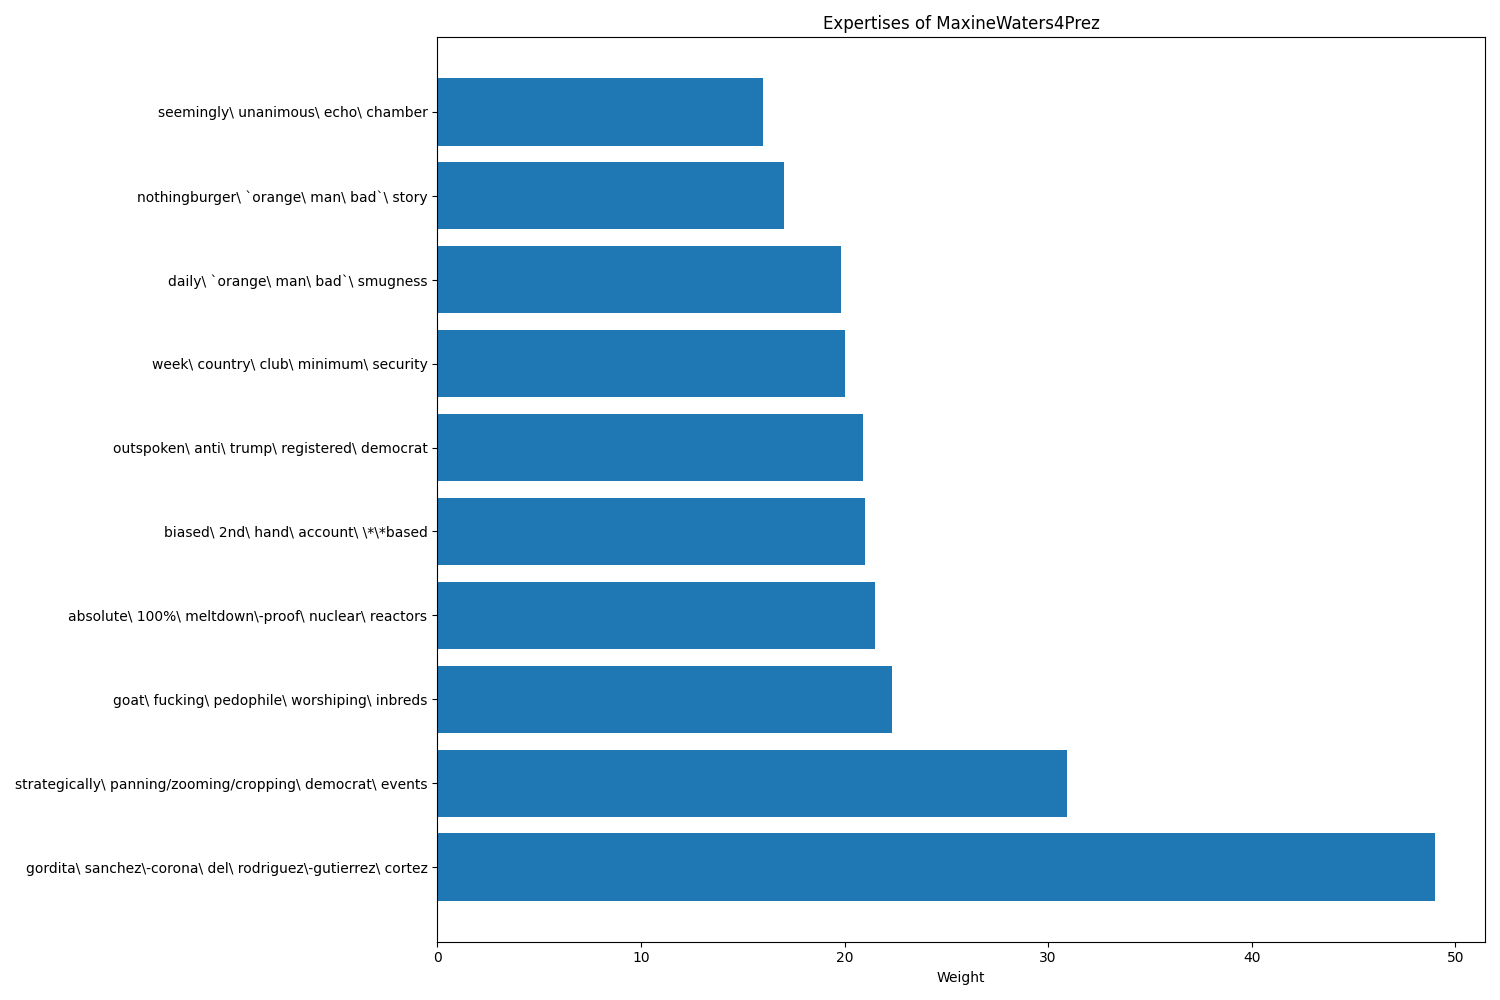 Expertises of MaxineWaters4Prez
seemingly\ unanimous\ echo\ chamber
nothingburger\ `orange\ man\ bad`\ story
daily\ `orange\ man\ bad`\ smugness
week\ country\ club\ minimum\ security
outspoken\ anti\ trump\ registered\ democrat
biased\ 2nd\ hand\ account\ \*\*based
absolute\ 100%\ meltdown\-proof\ nuclear\ reactors
goat\ fucking\ pedophile\ worshiping\ inbreds
strategically\ panning/zooming/cropping\ democrat\ events
gordita\ sanchez\-corona\ del\ rodriguez\-gutierrez\ cortez
0 10 20 30 40 50
Weight